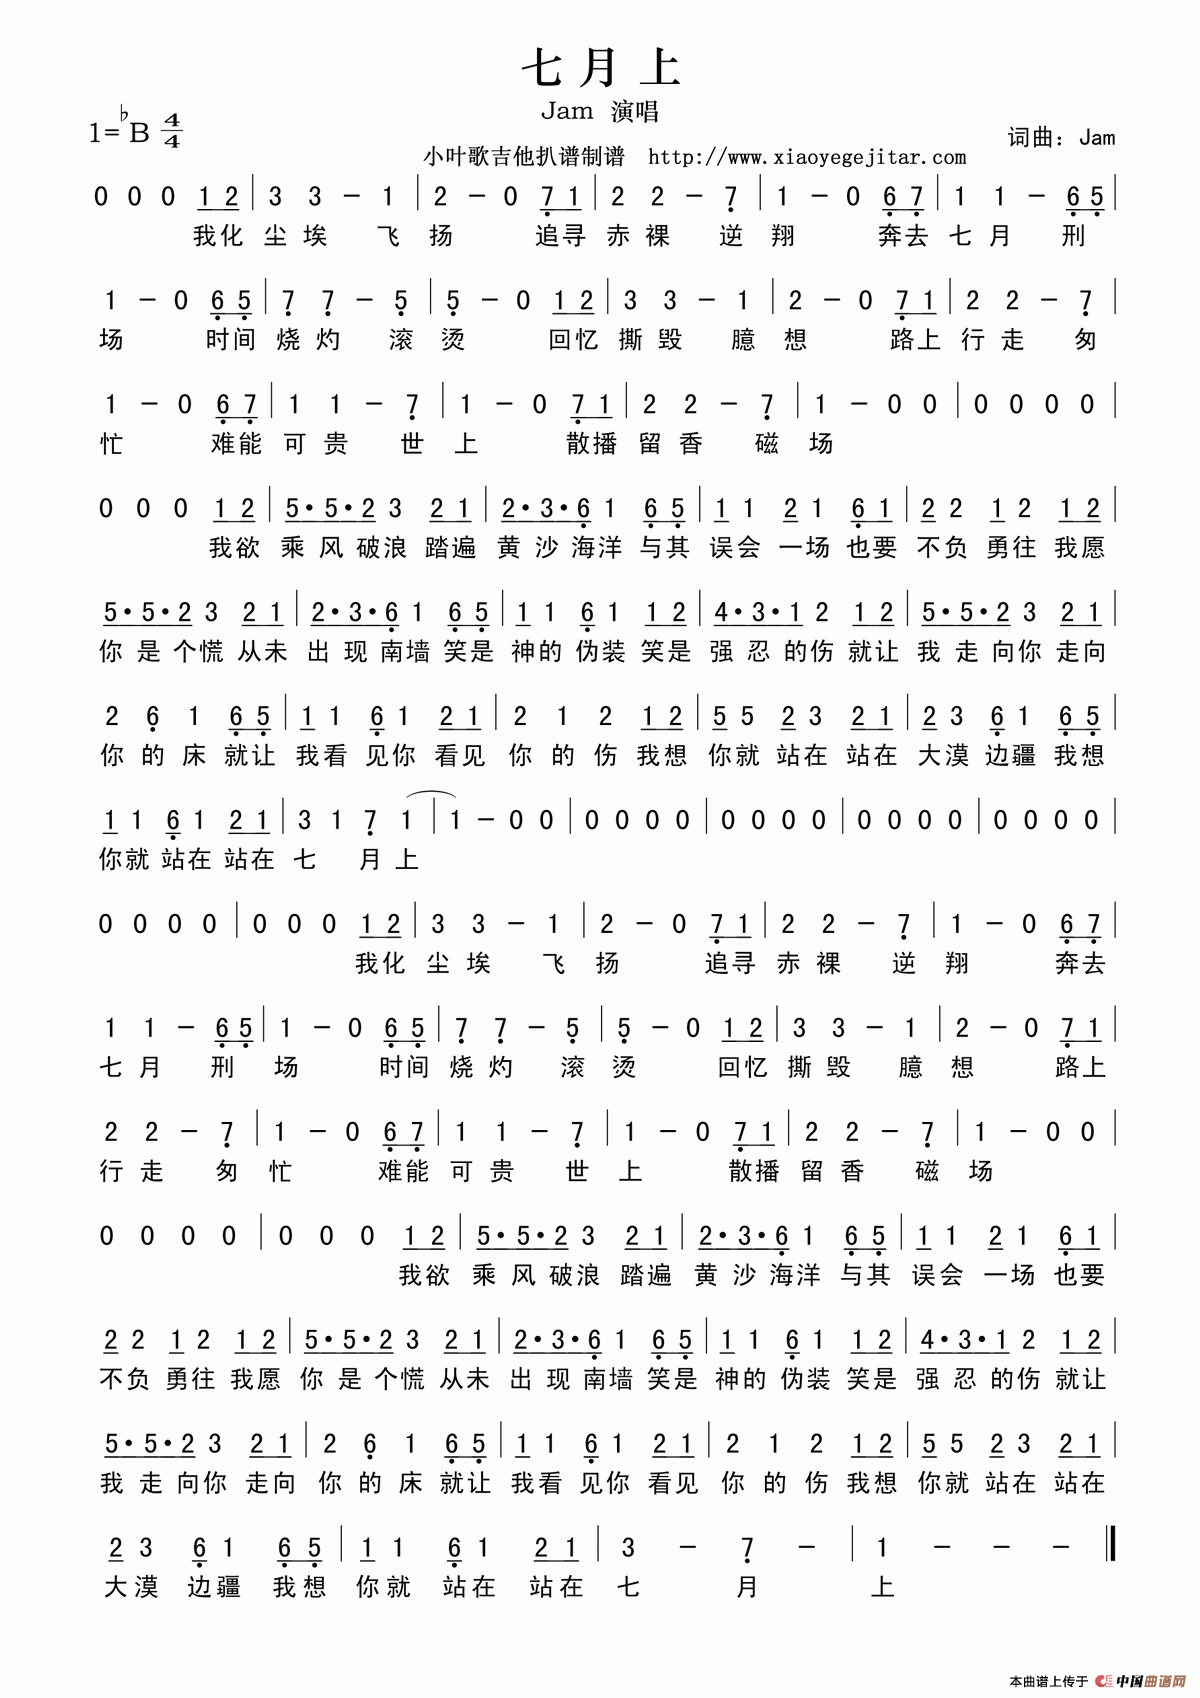 七月上
Jam 演唱
1=♭B 4/4
词曲：Jam
小叶歌吉他扒谱制谱 http://www.xiaoyegejitar.com
0 0 0 1 2 | 3 3 - 1 | 2 - 0 7 1 | 2 2 - 7 | 1 - 0 6 7 | 1 1 - 6 5 |
我化 尘 埃 飞 扬 追寻 赤 裸 逆 翔 奔去 七 月 刑
1 - 0 6 5 | 7 7 - 5 | 5 - 0 1 2 | 3 3 - 1 | 2 - 0 7 1 | 2 2 - 7 |
场 时间 烧 灼 滚 烫 回忆 撕 毁 臆 想 路上 行 走 匆
1 - 0 6 7 | 1 1 - 7 | 1 - 0 7 1 | 2 2 - 7 | 1 - 0 0 | 0 0 0 0 |
忙 难能 可 贵 世 上 散播 留 香 磁 场
0 0 0 1 2 | 5·5·2 3 2 1 | 2·3·6 1 6 5 | 1 1 2 1 6 1 | 2 2 1 2 1 2 |
我欲 乘 风 破浪 踏遍 黄 沙 海洋 与其 误会 一场 也要 不负 勇往 我愿
5·5·2 3 2 1 | 2·3·6 1 6 5 | 1 1 6 1 1 2 | 4·3·1 2 1 2 | 5·5·2 3 2 1 |
你 是 个慌 从未 出 现 南墙 笑是 神的 伪装 笑是 强 忍 的伤 就让 我 走 向你 走向
2 6 1 6 5 | 1 1 6 1 2 1 | 2 1 2 1 2 | 5 5 2 3 2 1 | 2 3 6 1 6 5 |
你 的 床 就让 我看 见你 看见 你 的 伤 我想 你就 站在 站在 大漠 边疆 我想
1 1 6 1 2 1 | 3 1 7 1 | 1 - 0 0 | 0 0 0 0 | 0 0 0 0 | 0 0 0 0 | 0 0 0 0 |
你就 站在 站在 七 月 上
0 0 0 0 | 0 0 0 1 2 | 3 3 - 1 | 2 - 0 7 1 | 2 2 - 7 | 1 - 0 6 7 |
我化 尘 埃 飞 扬 追寻 赤 裸 逆 翔 奔去
1 1 - 6 5 | 1 - 0 6 5 | 7 7 - 5 | 5 - 0 1 2 | 3 3 - 1 | 2 - 0 7 1 |
七 月 刑 场 时间 烧 灼 滚 烫 回忆 撕 毁 臆 想 路上
2 2 - 7 | 1 - 0 6 7 | 1 1 - 7 | 1 - 0 7 1 | 2 2 - 7 | 1 - 0 0 |
行 走 匆 忙 难能 可 贵 世 上 散播 留 香 磁 场
0 0 0 0 | 0 0 0 1 2 | 5·5·2 3 2 1 | 2·3·6 1 6 5 | 1 1 2 1 6 1 |
我欲 乘 风 破浪 踏遍 黄 沙 海洋 与其 误会 一场 也要
2 2 1 2 1 2 | 5·5·2 3 2 1 | 2·3·6 1 6 5 | 1 1 6 1 1 2 | 4·3·1 2 1 2 |
不负 勇往 我愿 你 是 个慌 从未 出 现 南墙 笑是 神的 伪装 笑是 强 忍 的伤 就让
5·5·2 3 2 1 | 2 6 1 6 5 | 1 1 6 1 2 1 | 2 1 2 1 2 | 5 5 2 3 2 1 |
我 走 向你 走向 你 的 床 就让 我看 见你 看见 你 的 伤 我想 你就 站在 站在
2 3 6 1 6 5 | 1 1 6 1 2 1 | 3 - 7 - | 1 - - - ‖
大漠 边疆 我想 你就 站在 站在 七 月 上
本曲谱上传于 中国曲谱网